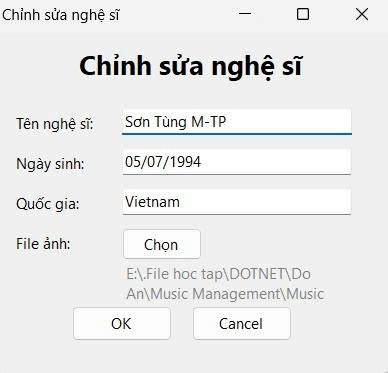 Chỉnh sửa nghệ sĩ
Chỉnh sửa nghệ sĩ
Tên nghệ sĩ: Sơn Tùng M-TP
Ngày sinh: 05/07/1994
Quốc gia: Vietnam
File ảnh: Chọn
E:\.File hoc tap\DOTNET\Do
An\Music Management\Music
OK Cancel